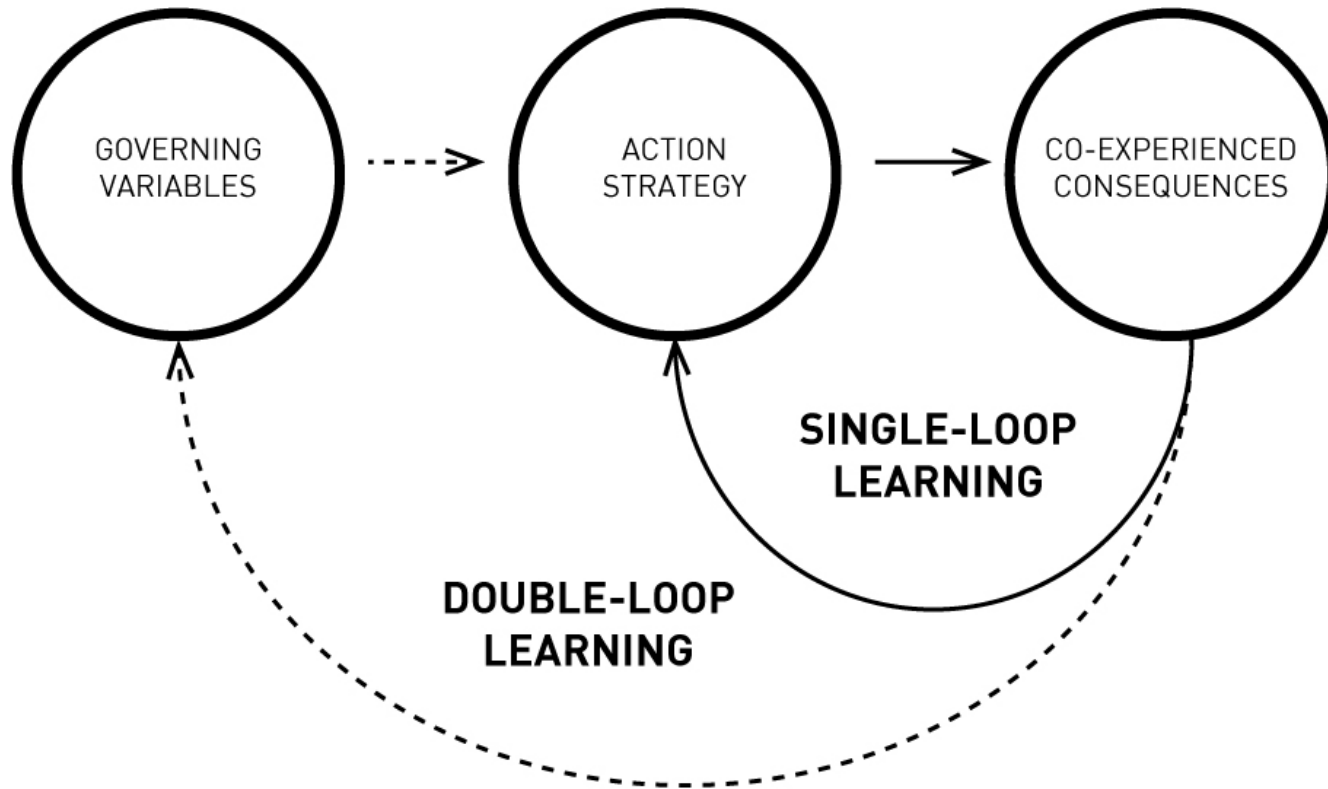 GOVERNING
VARIABLES
ACTION
STRATEGY
CO-EXPERIENCED
CONSEQUENCES
SINGLE-LOOP
LEARNING
DOUBLE-LOOP
LEARNING